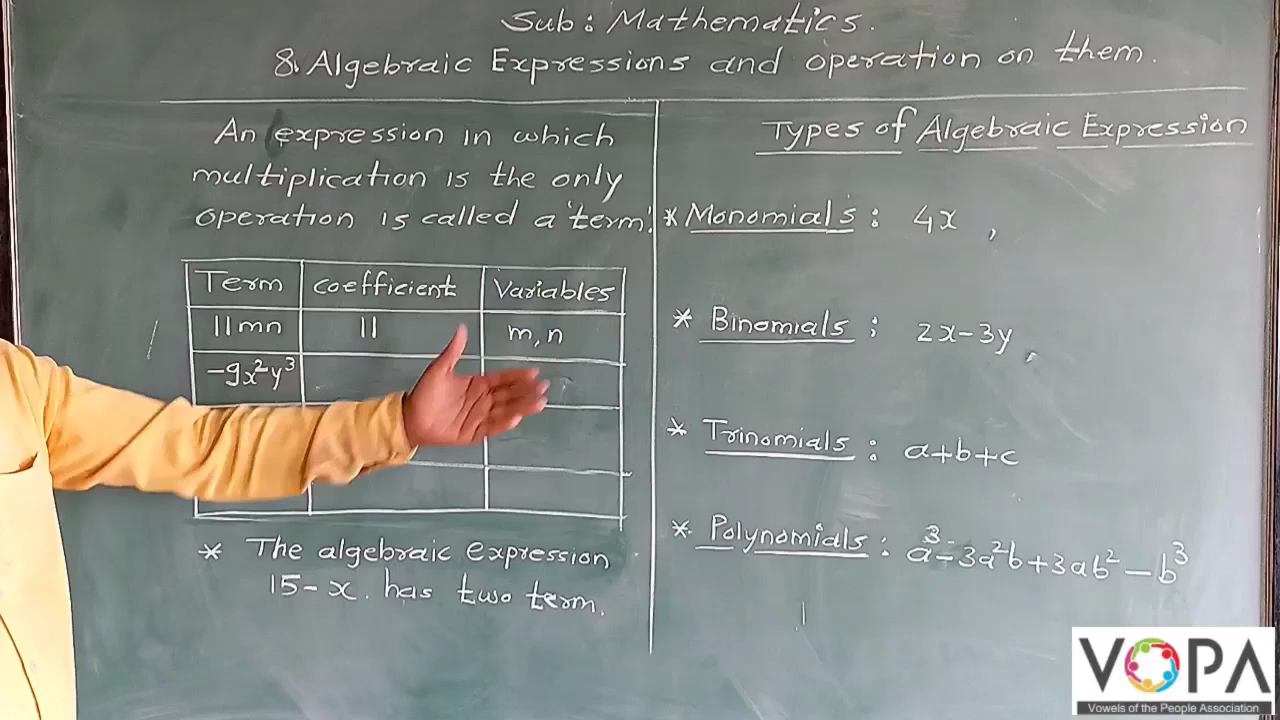 Sub: Mathematics.
8. Algebraic Expressions and operation on them.
An expression in which
multiplication is the only
operation is called a 'term'.
Term coefficient Variables
11mn 11 m,n
-9x²y³
* The algebraic expression
15-x. has two term.
Types of Algebraic Expression
* Monomials: 4x,
* Binomials: 2x-3y,
* Trinomials: a+b+c
* Polynomials: a³-3a²b+3ab²-b³
VOPA
Vowels of the People Association